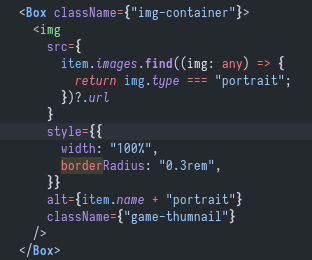 <Box className={"img-container"}>
<img
src={
item.images.find((img: any) => {
return img.type === "portrait";
})?.url
}
style={{
width: "100%",
borderRadius: "0.3rem",
}}
alt={item.name + "portrait"}
className={"game-thumnail"}
/>
</Box>